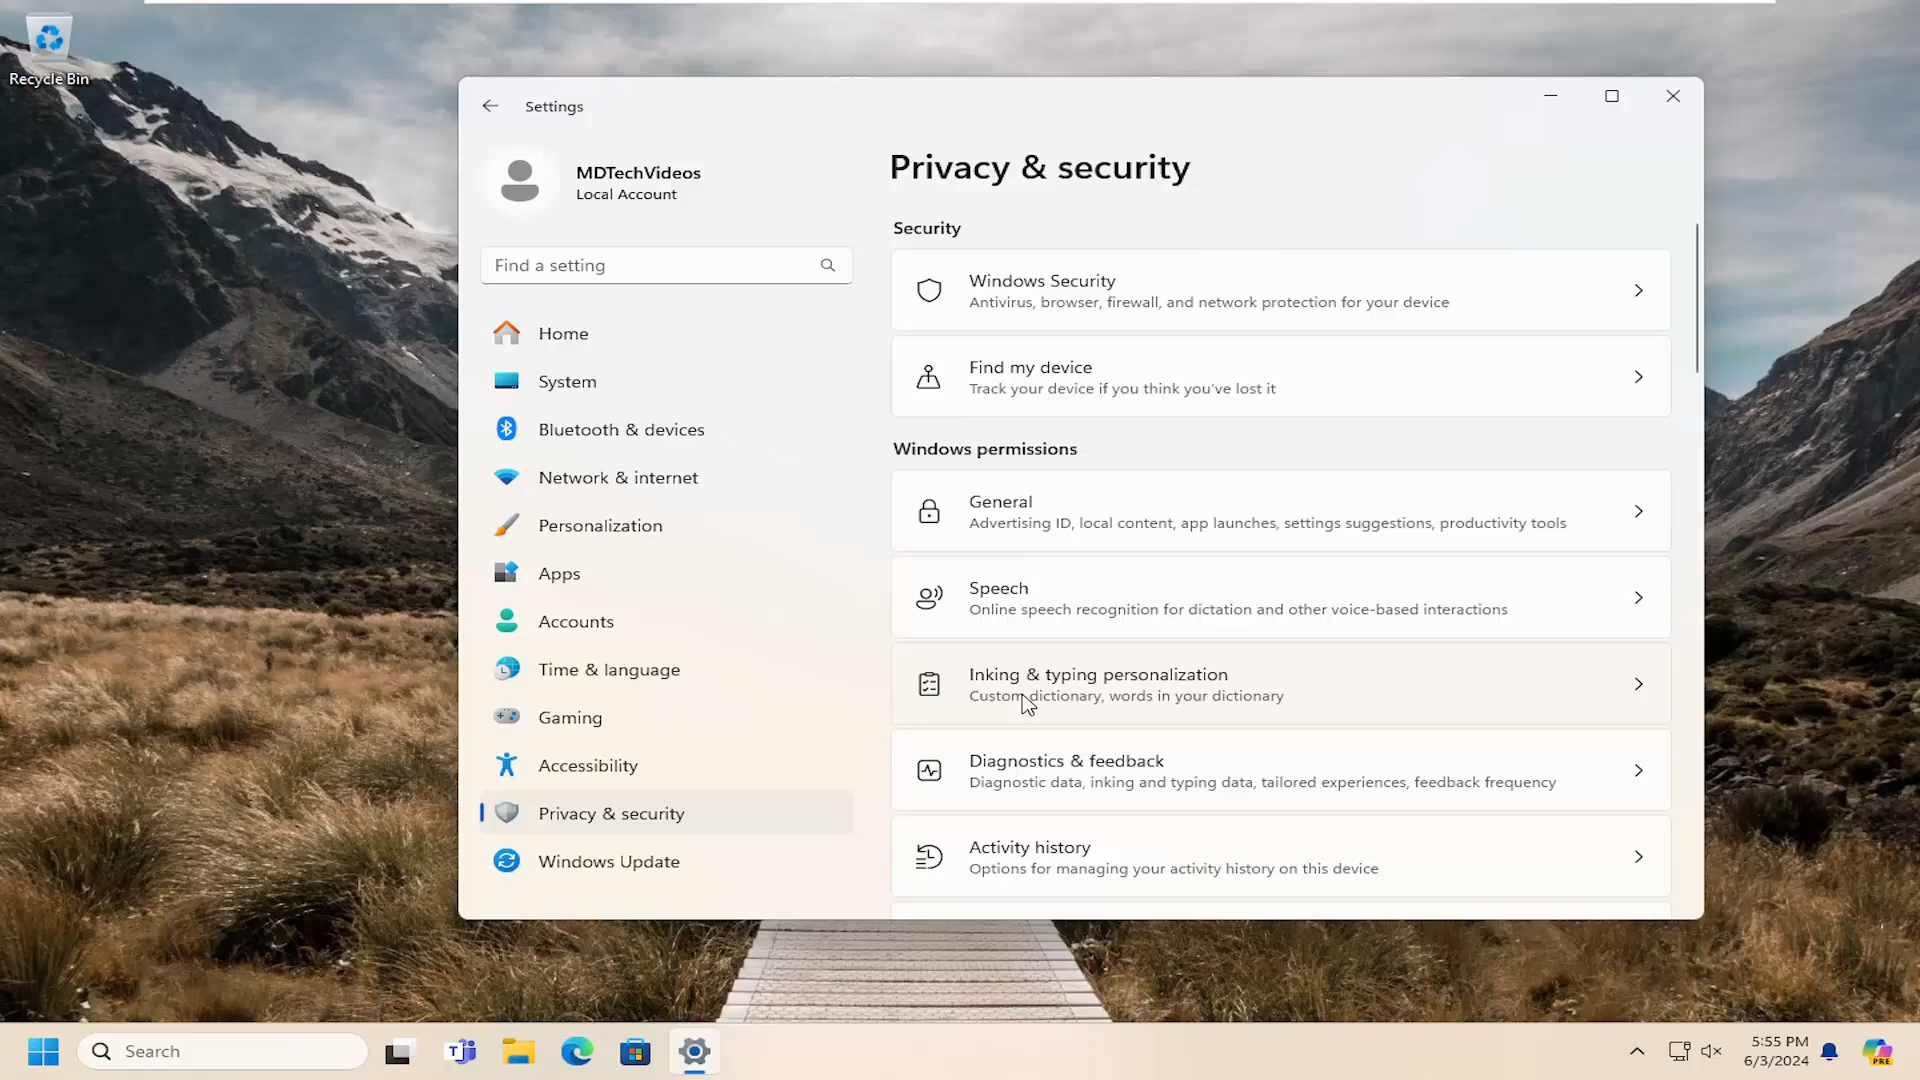 Recycle Bin
Settings
MDTechVideos
Local Account
Find a setting
Home
System
Bluetooth & devices
Network & internet
Personalization
Apps
Accounts
Time & language
Gaming
Accessibility
Privacy & security
Windows Update
Privacy & security
Security
Windows Security
Antivirus, browser, firewall, and network protection for your device
Find my device
Track your device if you think you've lost it
Windows permissions
General
Advertising ID, local content, app launches, settings suggestions, productivity tools
Speech
Online speech recognition for dictation and other voice-based interactions
Inking & typing personalization
Custom dictionary, words in your dictionary
Diagnostics & feedback
Diagnostic data, inking and typing data, tailored experiences, feedback frequency
Activity history
Options for managing your activity history on this device
Search
5:55 PM
6/3/2024
PRE